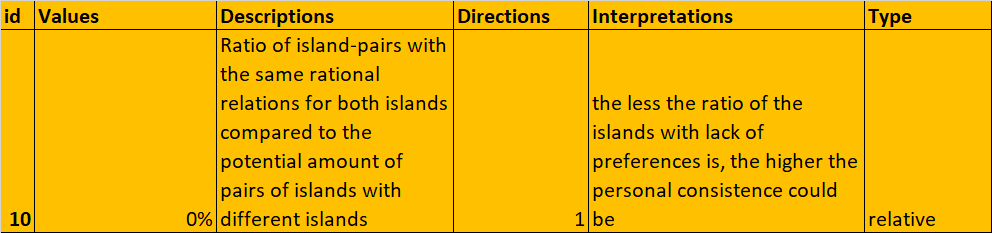 id Values Descriptions Directions Interpretations Type
Ratio of island-pairs with
the same rational
relations for both islands
compared to the
potential amount of
pairs of islands with
different islands
the less the ratio of the
islands with lack of
preferences is, the higher the
personal consistence could
be
10 0% 1 relative